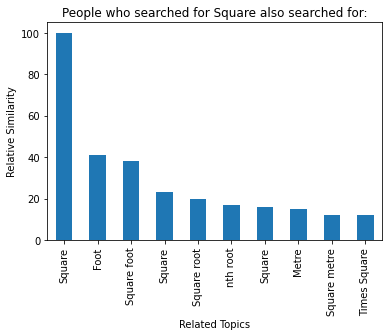 People who searched for Square also searched for:
Relative Similarity
100
80
60
40
20
0
Square
Foot
Square foot
Square
Square root
nth root
Square
Metre
Square metre
Times Square
Related Topics